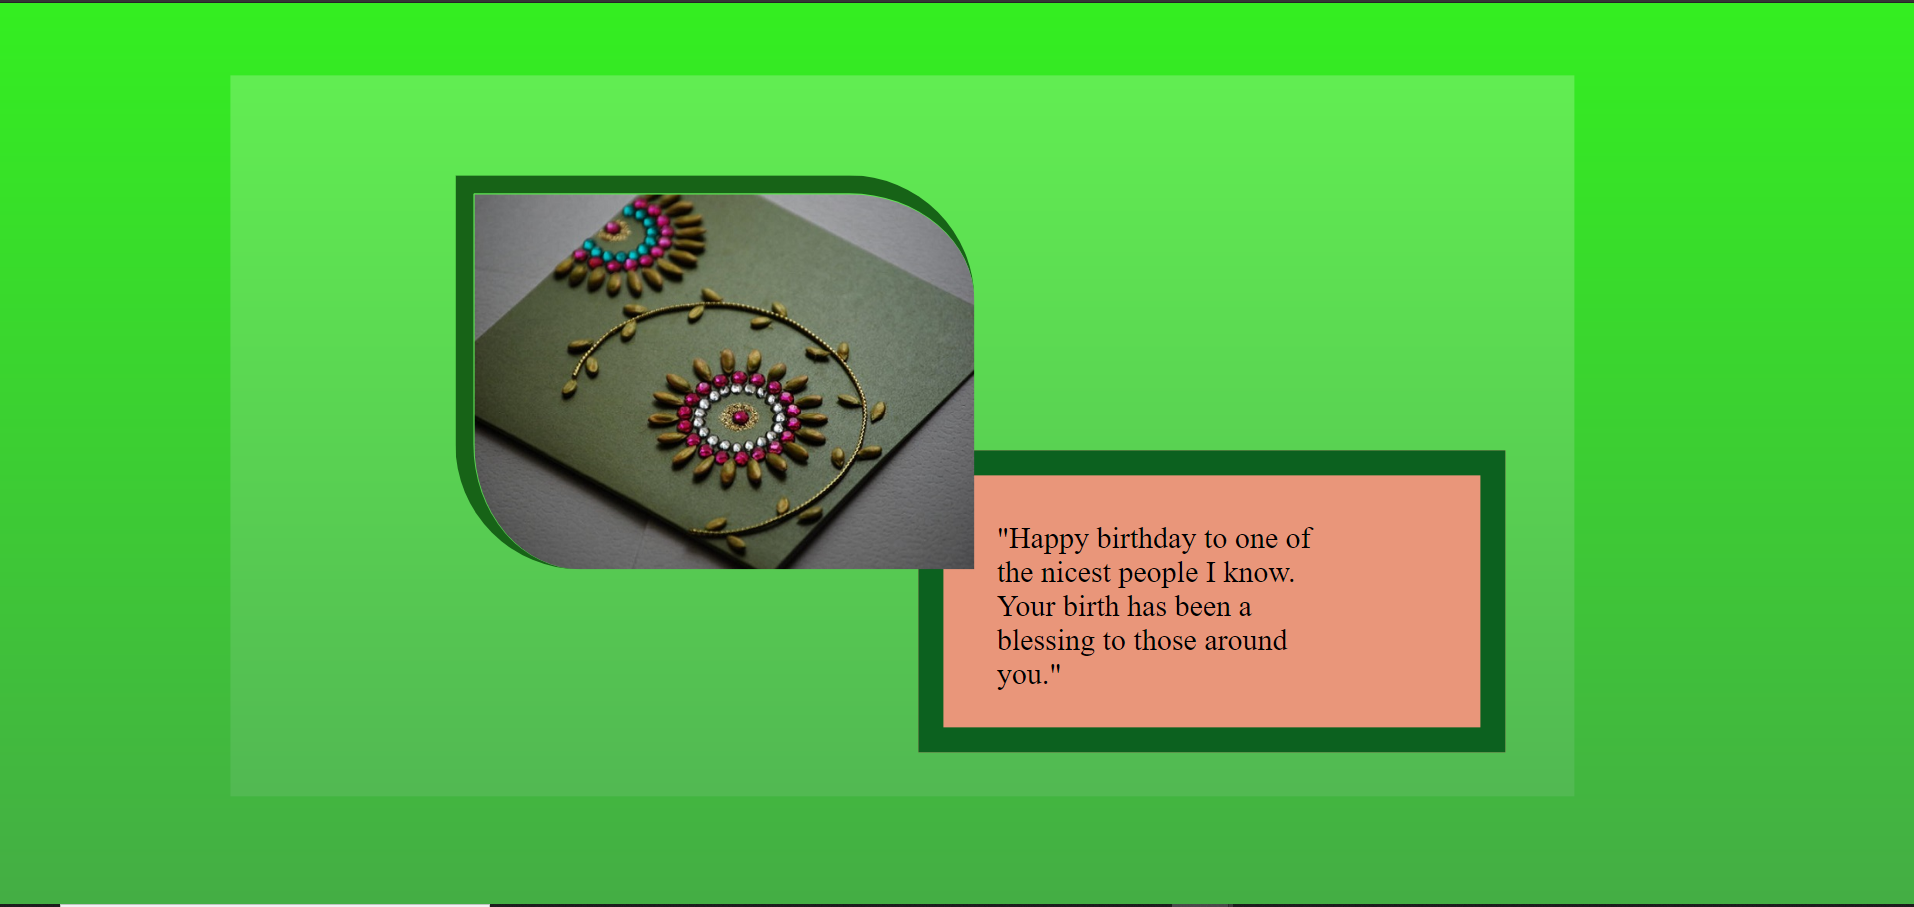 "Happy birthday to one of
the nicest people I know.
Your birth has been a
blessing to those around
you."